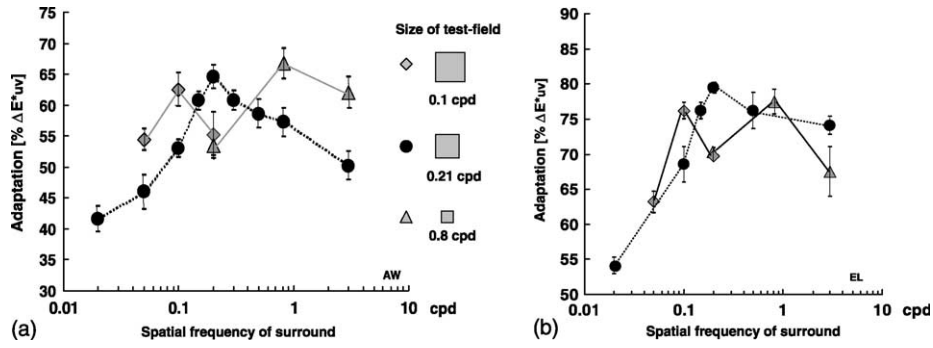 Adaptation [% ΔE*uv]
75
70
65
60
55
50
45
40
35
30
0.01
0.1
1
10
cpd
Spatial frequency of surround
(a)
AW
Size of test-field
0.1 cpd
0.21 cpd
0.8 cpd
Adaptation [% ΔE*uv]
90
85
80
75
70
65
60
55
50
0.01
0.1
1
10
cpd
Spatial frequency of surround
(b)
EL